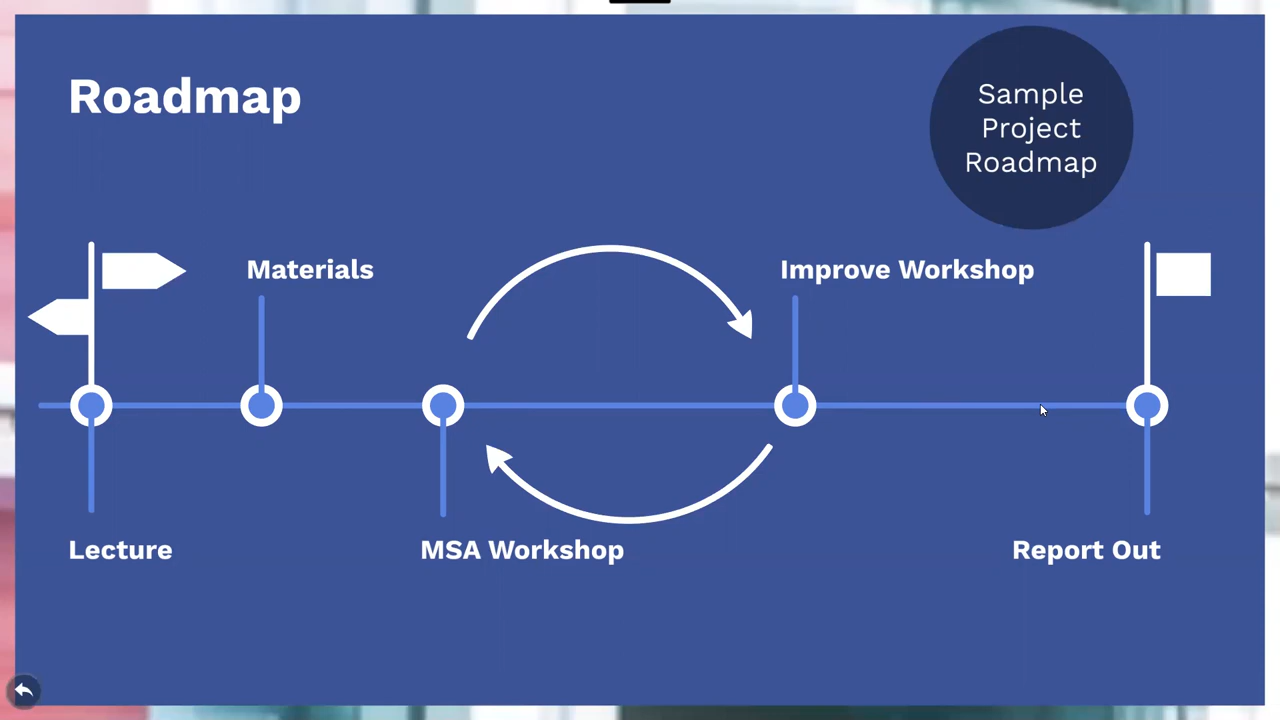 Roadmap
Sample
Project
Roadmap
Materials
Improve Workshop
Lecture
MSA Workshop
Report Out